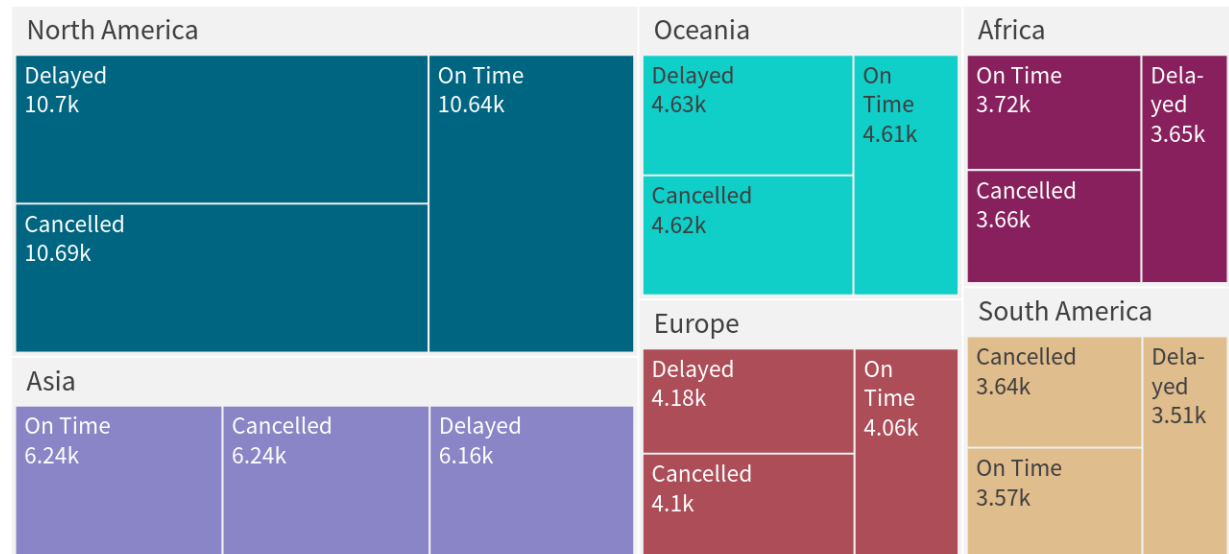 North America
Delayed
10.7k
On Time
10.64k
Cancelled
10.69k
Asia
On Time
6.24k
Cancelled
6.24k
Delayed
6.16k
Oceania
Delayed
4.63k
On
Time
4.61k
Cancelled
4.62k
Europe
Delayed
4.18k
On
Time
4.06k
Cancelled
4.1k
Africa
On Time
3.72k
Dela-
yed
3.65k
Cancelled
3.66k
South America
Cancelled
3.64k
Dela-
yed
3.51k
On Time
3.57k